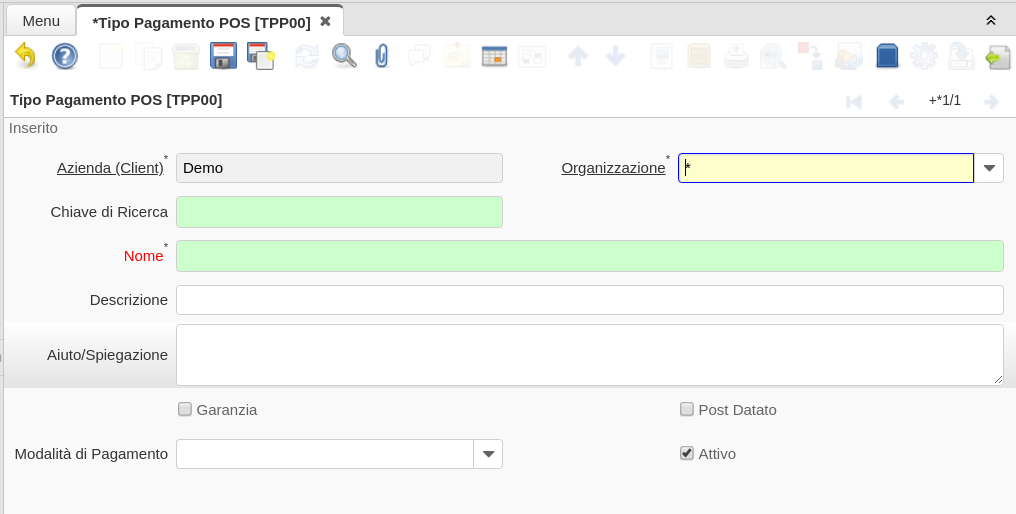 Menu
*Tipo Pagamento POS [TPP00]
Tipo Pagamento POS [TPP00]
+*1/1
Inserito
Azienda (Client)* Demo
Organizzazione* *
Chiave di Ricerca
Nome*
Descrizione
Aiuto/Spiegazione
Garanzia
Post Datato
Modalità di Pagamento
Attivo